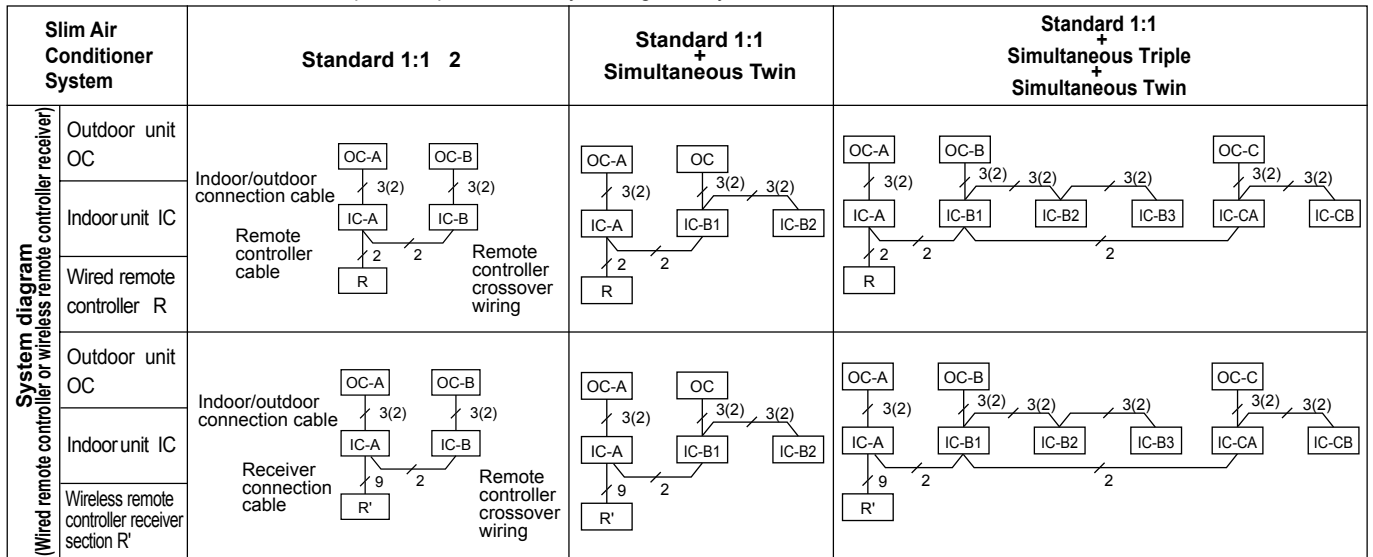 Slim Air
Conditioner
System
Standard 1:1 2
Standard 1:1
+
Simultaneous Twin
Standard 1:1
+
Simultaneous Triple
+
Simultaneous Twin
System diagram
(Wired remote controller or wireless remote controller receiver)
Outdoor unit
OC
Indoor unit IC
Wired remote
controller R
OC-A OC-B
Indoor/outdoor
connection cable
3(2) 3(2)
IC-A IC-B
Remote
controller
cable
2 2
R
Remote
controller
crossover
wiring
OC-A OC
3(2) 3(2) 3(2)
IC-A IC-B1 IC-B2
2 2
R
OC-A OC-B OC-C
3(2) 3(2) 3(2) 3(2) 3(2) 3(2)
IC-A IC-B1 IC-B2 IC-B3 IC-CA IC-CB
2 2 2
R
Outdoor unit
OC
Indoor unit IC
Wireless remote
controller receiver
section R'
OC-A OC-B
Indoor/outdoor
connection cable
3(2) 3(2)
IC-A IC-B
Receiver
connection
cable
9 2
R'
Remote
controller
crossover
wiring
OC-A OC
3(2) 3(2) 3(2)
IC-A IC-B1 IC-B2
9 2
R'
OC-A OC-B OC-C
3(2) 3(2) 3(2) 3(2) 3(2) 3(2)
IC-A IC-B1 IC-B2 IC-B3 IC-CA IC-CB
9 2 2
R'